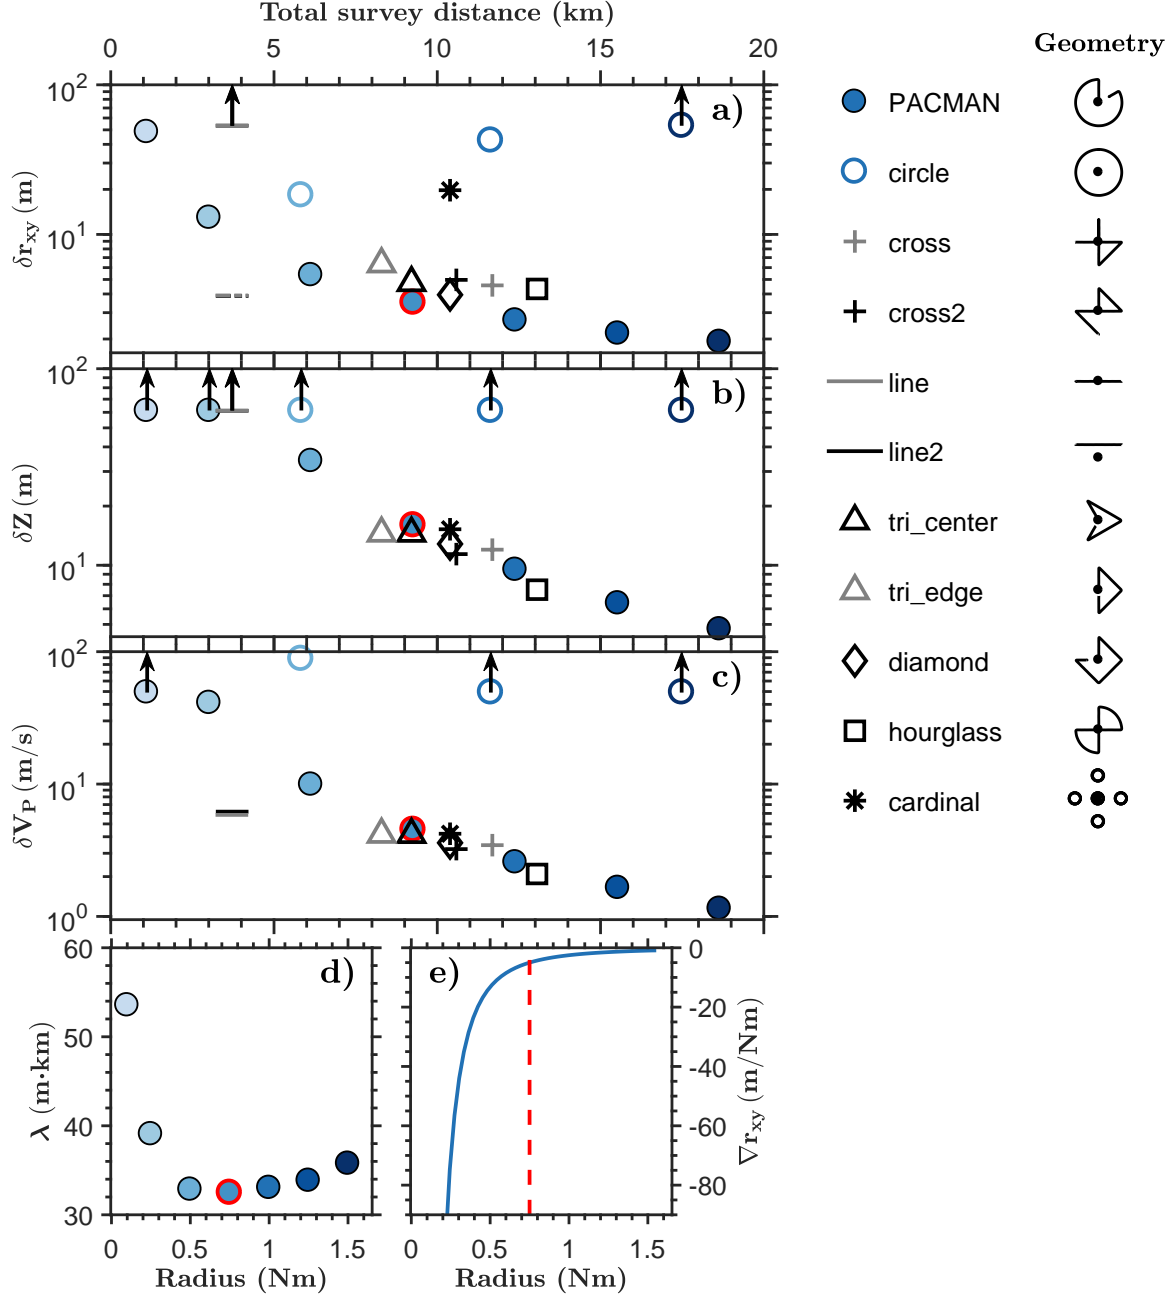 Total survey distance (km)
0 5 10 15 20
Geometry
10² a)
δr_xy (m)
10¹
10² b)
δZ (m)
10¹
10² c)
δV_P (m/s)
10¹
10⁰
PACMAN
circle
cross
cross2
line
line2
tri_center
tri_edge
diamond
hourglass
cardinal
60 d)
50
λ (m·km)
40
30
0 0.5 1 1.5
Radius (Nm)
e) 0
-20
-40
∇r_xy (m/Nm)
-60
-80
0 0.5 1 1.5
Radius (Nm)